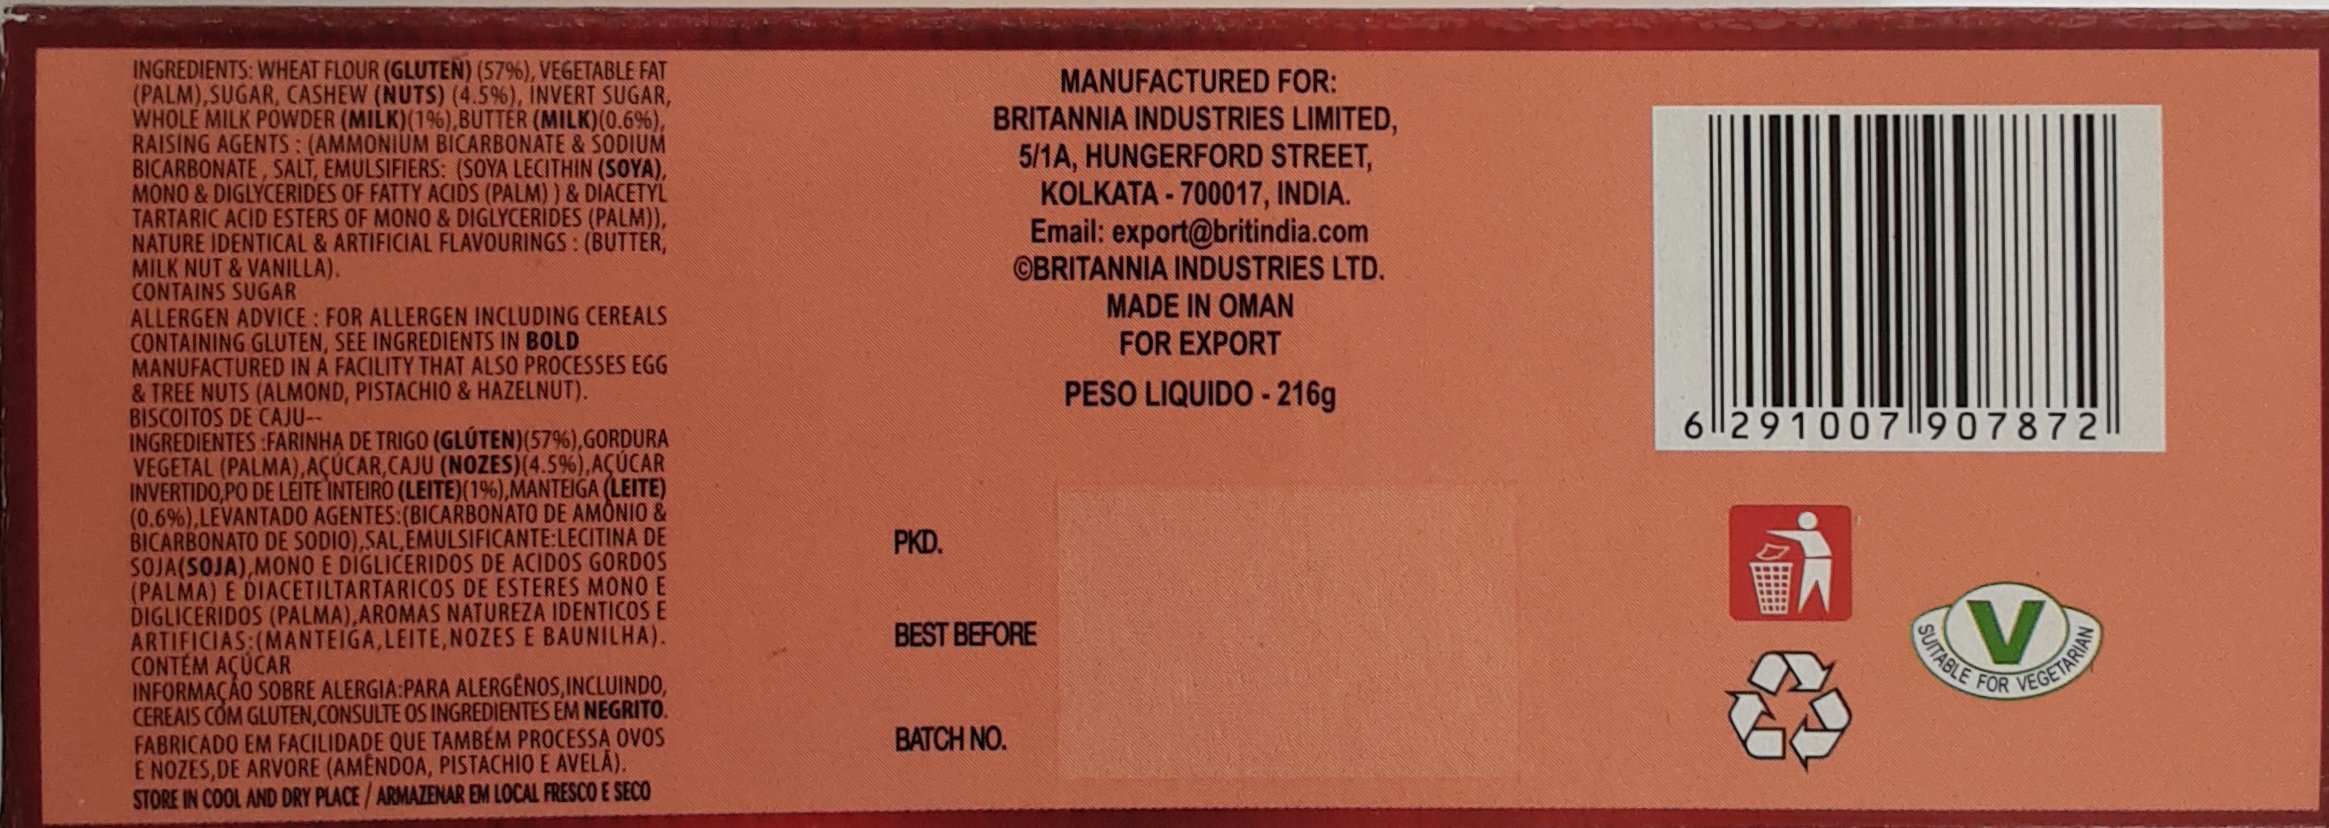 INGREDIENTS: WHEAT FLOUR (GLUTEN) (57%), VEGETABLE FAT
(PALM),SUGAR, CASHEW (NUTS) (4.5%), INVERT SUGAR,
WHOLE MILK POWDER (MILK)(1%),BUTTER (MILK)(0.6%),
RAISING AGENTS : (AMMONIUM BICARBONATE & SODIUM
BICARBONATE , SALT, EMULSIFIERS: (SOYA LECITHIN (SOYA),
MONO & DIGLYCERIDES OF FATTY ACIDS (PALM) ) & DIACETYL
TARTARIC ACID ESTERS OF MONO & DIGLYCERIDES (PALM)),
NATURE IDENTICAL & ARTIFICIAL FLAVOURINGS : (BUTTER,
MILK NUT & VANILLA).
CONTAINS SUGAR
ALLERGEN ADVICE : FOR ALLERGEN INCLUDING CEREALS
CONTAINING GLUTEN, SEE INGREDIENTS IN BOLD
MANUFACTURED IN A FACILITY THAT ALSO PROCESSES EGG
& TREE NUTS (ALMOND, PISTACHIO & HAZELNUT).
BISCOITOS DE CAJU--
INGREDIENTES :FARINHA DE TRIGO (GLÚTEN)(57%),GORDURA
VEGETAL (PALMA),AÇÚCAR,CAJU (NOZES)(4.5%),AÇÚCAR
INVERTIDO,PO DE LEITE INTEIRO (LEITE)(1%),MANTEIGA (LEITE)
(0.6%),LEVANTADO AGENTES:(BICARBONATO DE AMÔNIO &
BICARBONATO DE SODIO),SAL,EMULSIFICANTE:LECITINA DE
SOJA(SOJA),MONO E DIGLICERIDOS DE ACIDOS GORDOS
(PALMA) E DIACETILTARTARICOS DE ESTERES MONO E
DIGLICERIDOS (PALMA),AROMAS NATUREZA IDENTICOS E
ARTIFICIAS:(MANTEIGA,LEITE,NOZES E BAUNILHA).
CONTÉM AÇÚCAR
INFORMAÇÃO SOBRE ALERGIA:PARA ALERGÊNOS,INCLUINDO,
CEREAIS COM GLUTEN,CONSULTE OS INGREDIENTES EM NEGRITO.
FABRICADO EM FACILIDADE QUE TAMBÉM PROCESSA OVOS
E NOZES,DE ARVORE (AMÊNDOA, PISTACHIO E AVELÃ).
STORE IN COOL AND DRY PLACE / ARMAZENAR EM LOCAL FRESCO E SECO
MANUFACTURED FOR:
BRITANNIA INDUSTRIES LIMITED,
5/1A, HUNGERFORD STREET,
KOLKATA - 700017, INDIA.
Email: export@britindia.com
©BRITANNIA INDUSTRIES LTD.
MADE IN OMAN
FOR EXPORT
PESO LIQUIDO - 216g
PKD.
BEST BEFORE
BATCH NO.
6 291007 907872
V
SUITABLE FOR VEGETARIAN